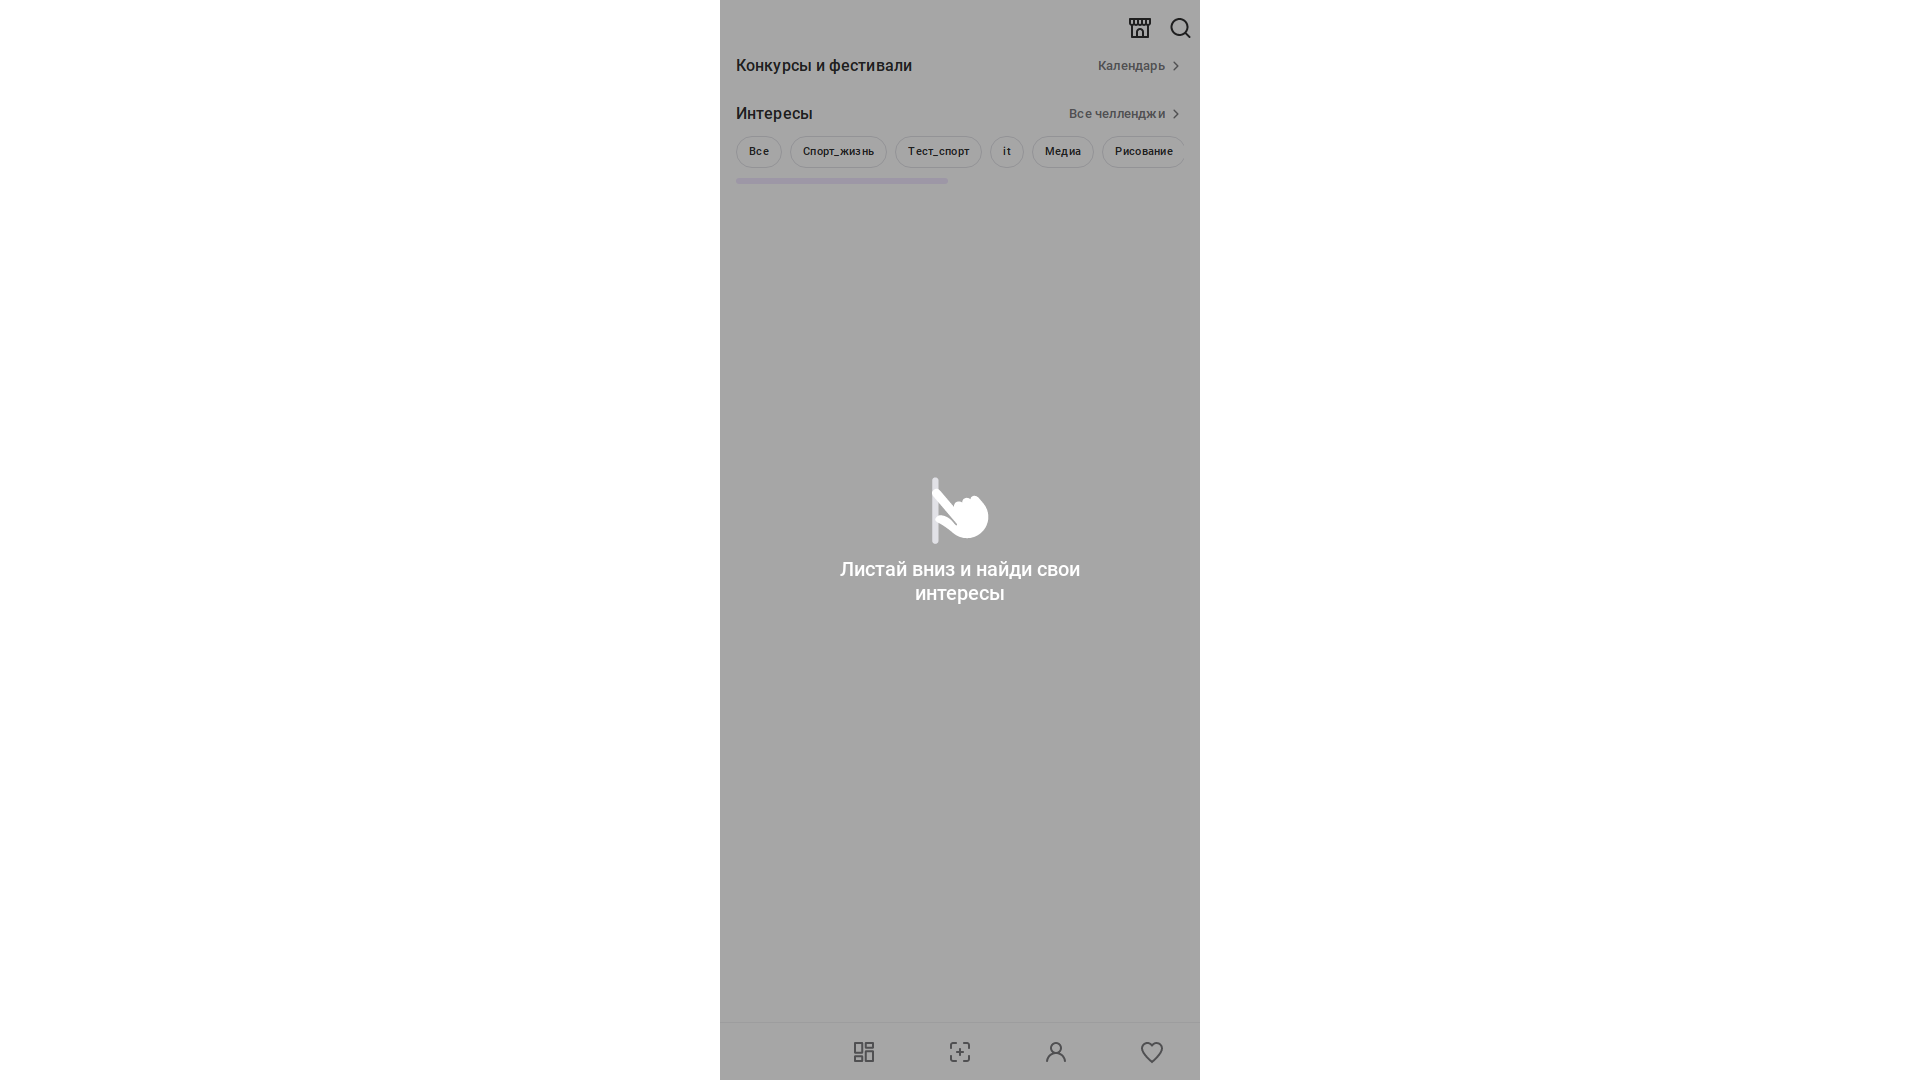 Конкурсы и фестивали
Календарь
Интересы
Все челленджи
Все
Спорт_жизнь
Тест_спорт
it
Медиа
Рисование
Листай вниз и найди свои
интересы